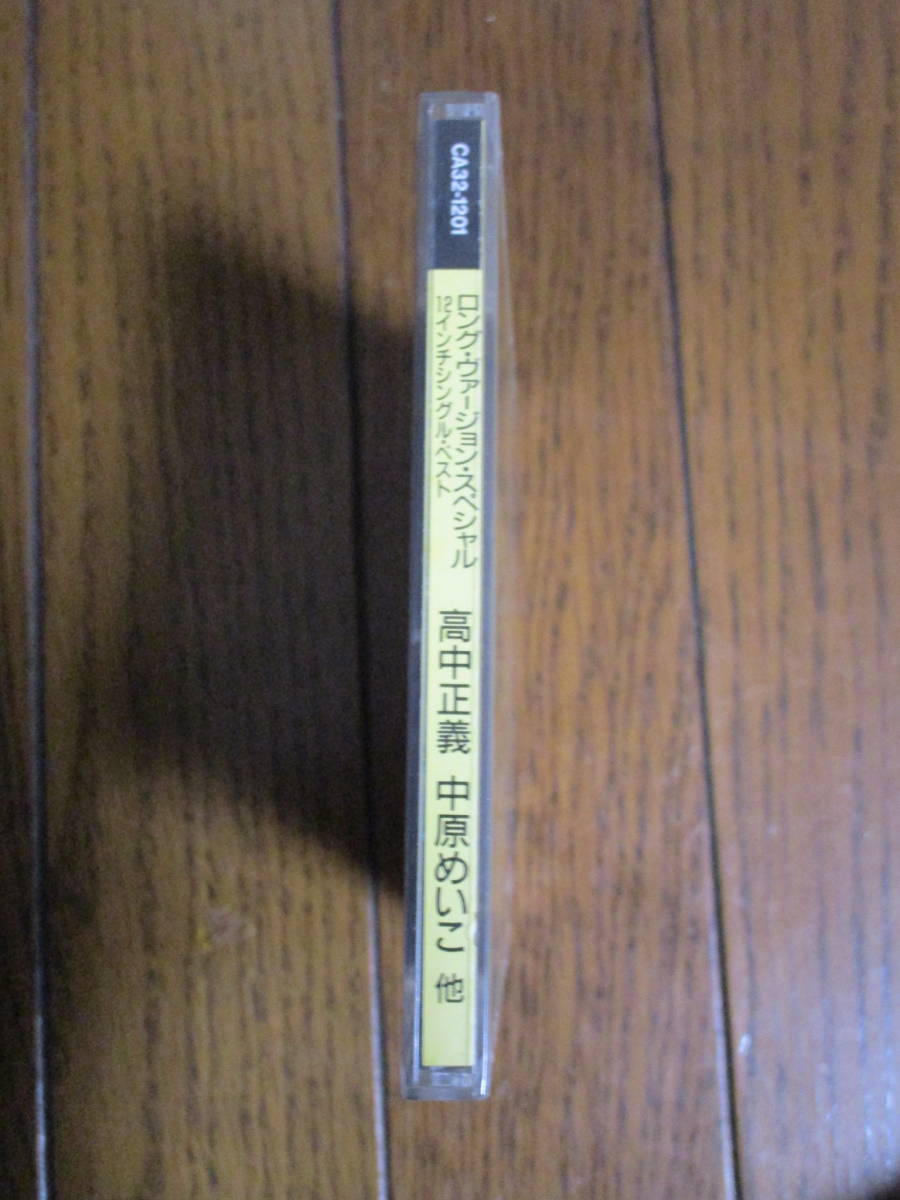 CA32-1201
ロング・ヴァージョン・スペシャル
12インチシングル・ベスト
高中正義 中原めいこ 他